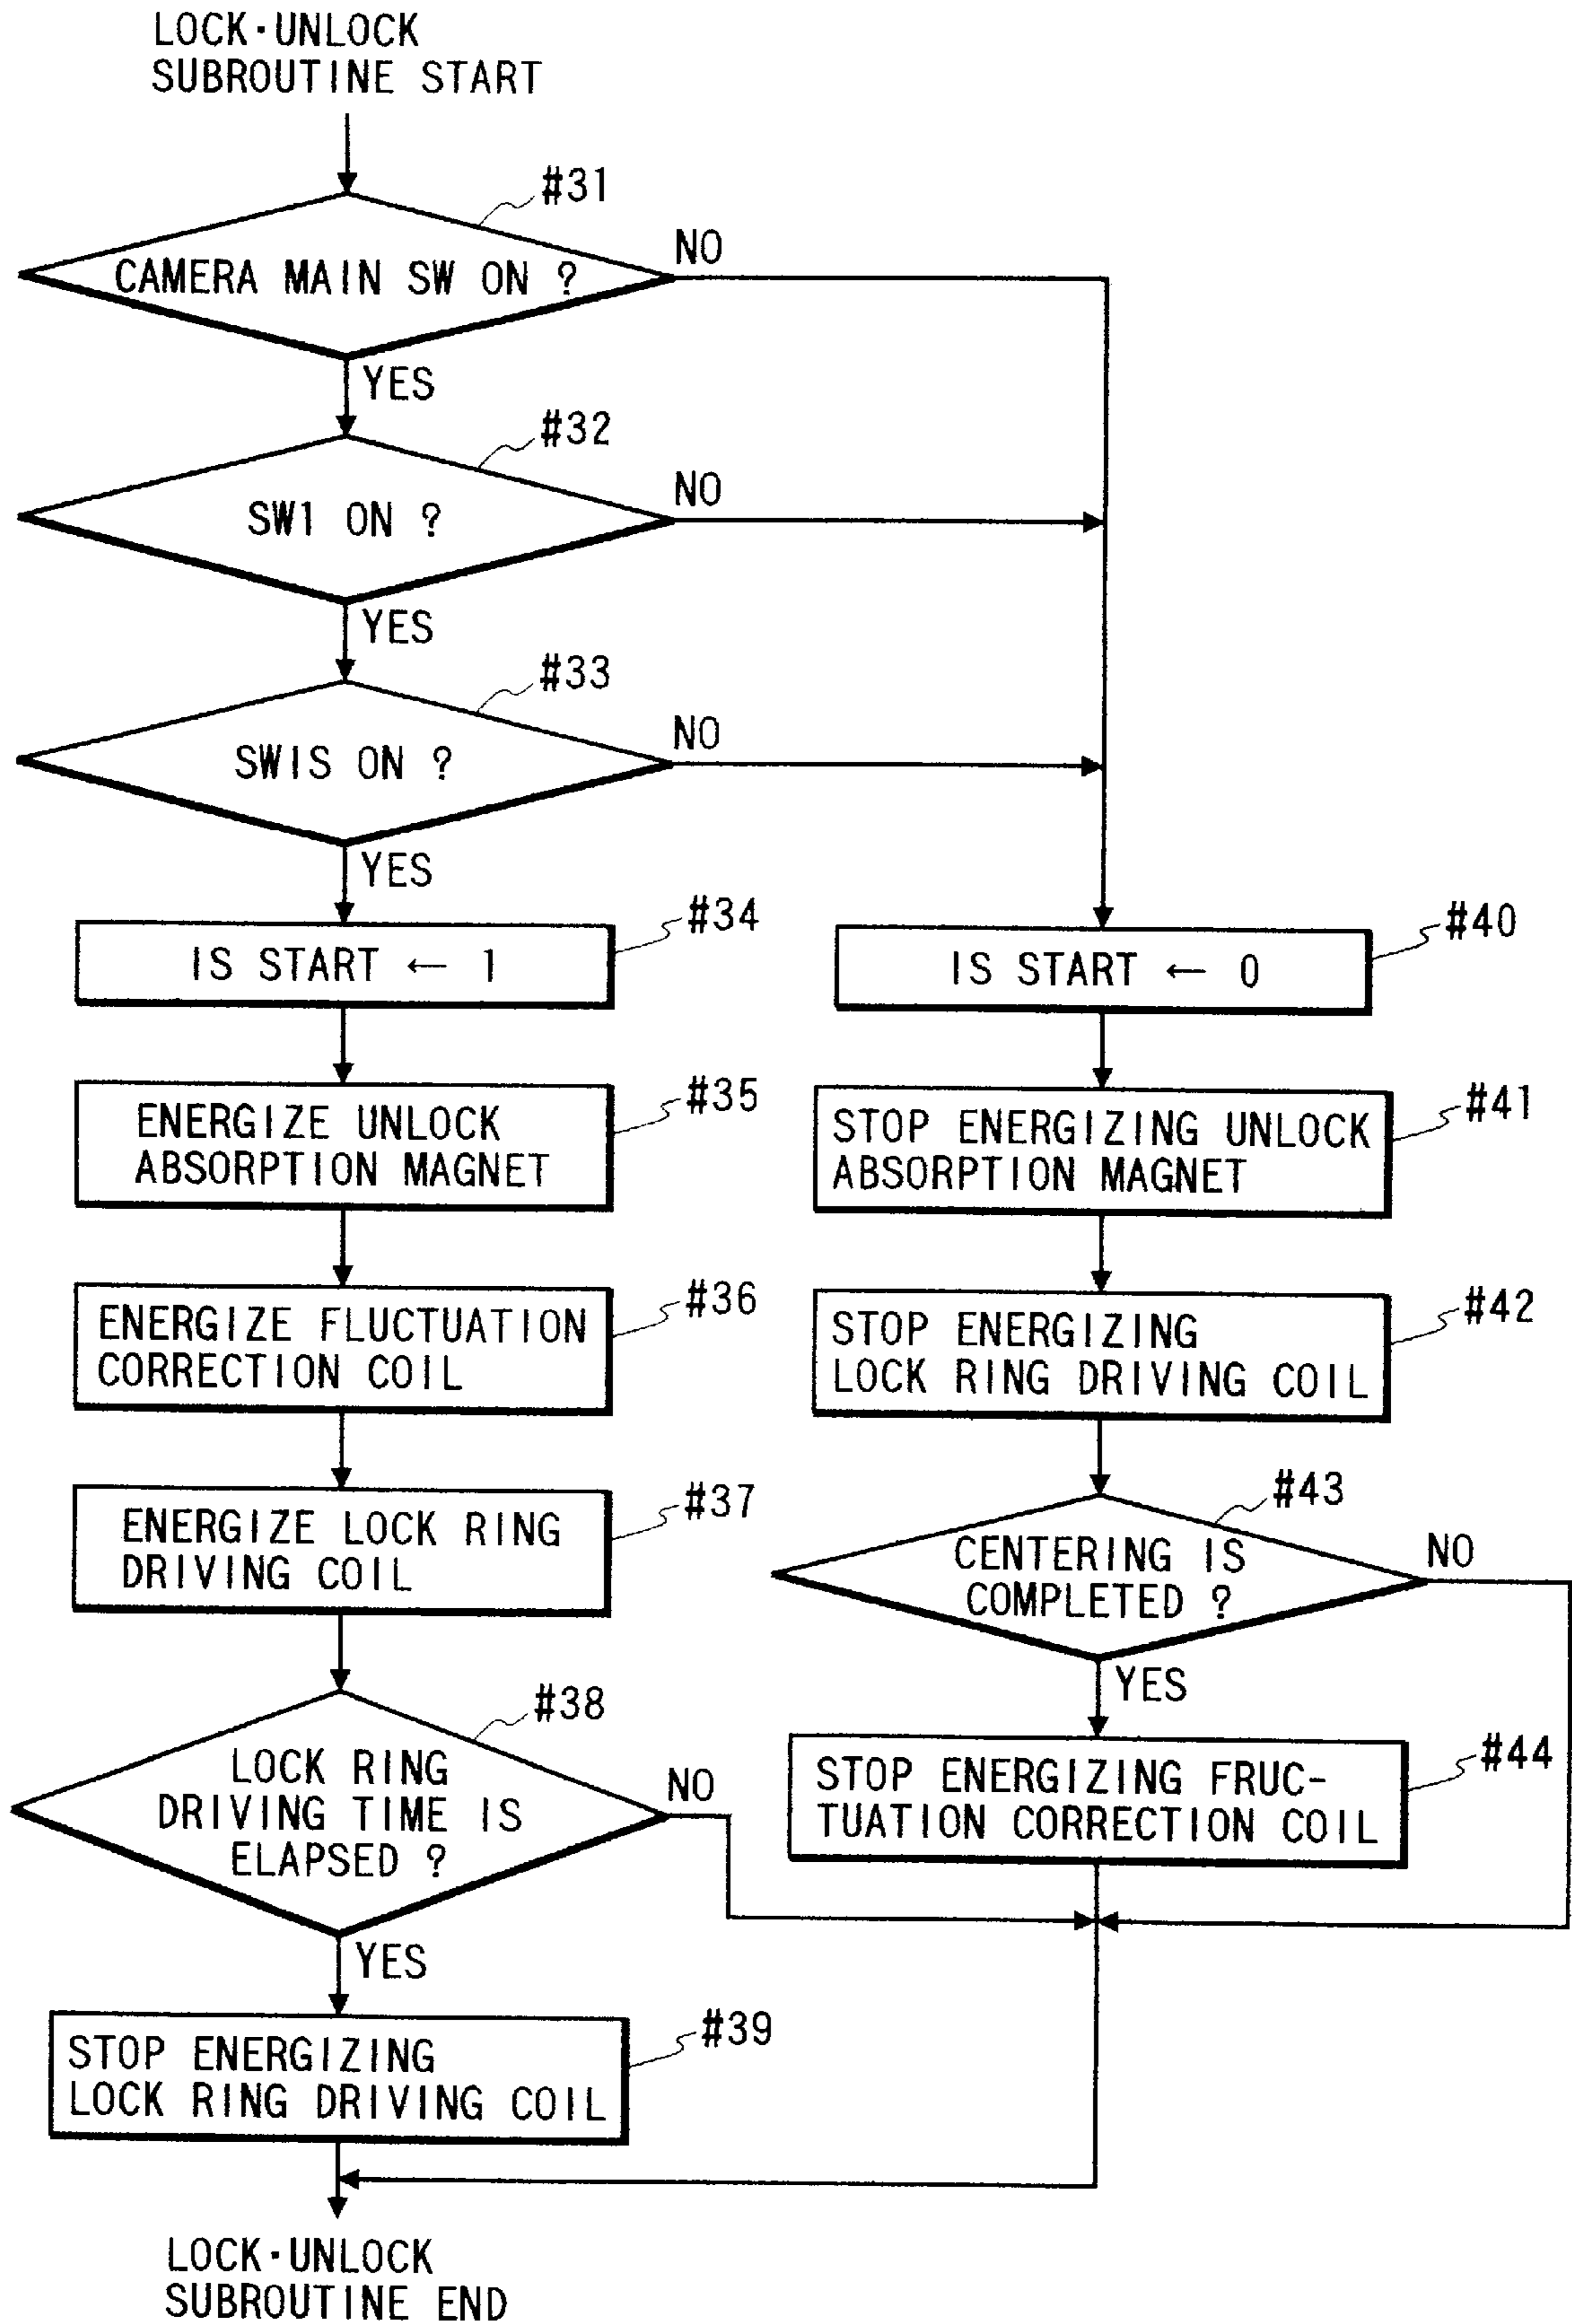 LOCK·UNLOCK
SUBROUTINE START
#31
CAMERA MAIN SW ON ?
NO
YES
#32
SW1 ON ?
NO
YES
#33
SWIS ON ?
NO
YES
#34
IS START ← 1
#35
ENERGIZE UNLOCK
ABSORPTION MAGNET
#36
ENERGIZE FLUCTUATION
CORRECTION COIL
#37
ENERGIZE LOCK RING
DRIVING COIL
#38
LOCK RING
DRIVING TIME IS
ELAPSED ?
NO
YES
#39
STOP ENERGIZING
LOCK RING DRIVING COIL
#40
IS START ← 0
#41
STOP ENERGIZING UNLOCK
ABSORPTION MAGNET
#42
STOP ENERGIZING
LOCK RING DRIVING COIL
#43
CENTERING IS
COMPLETED ?
NO
YES
#44
STOP ENERGIZING FRUC-
TUATION CORRECTION COIL
LOCK·UNLOCK
SUBROUTINE END